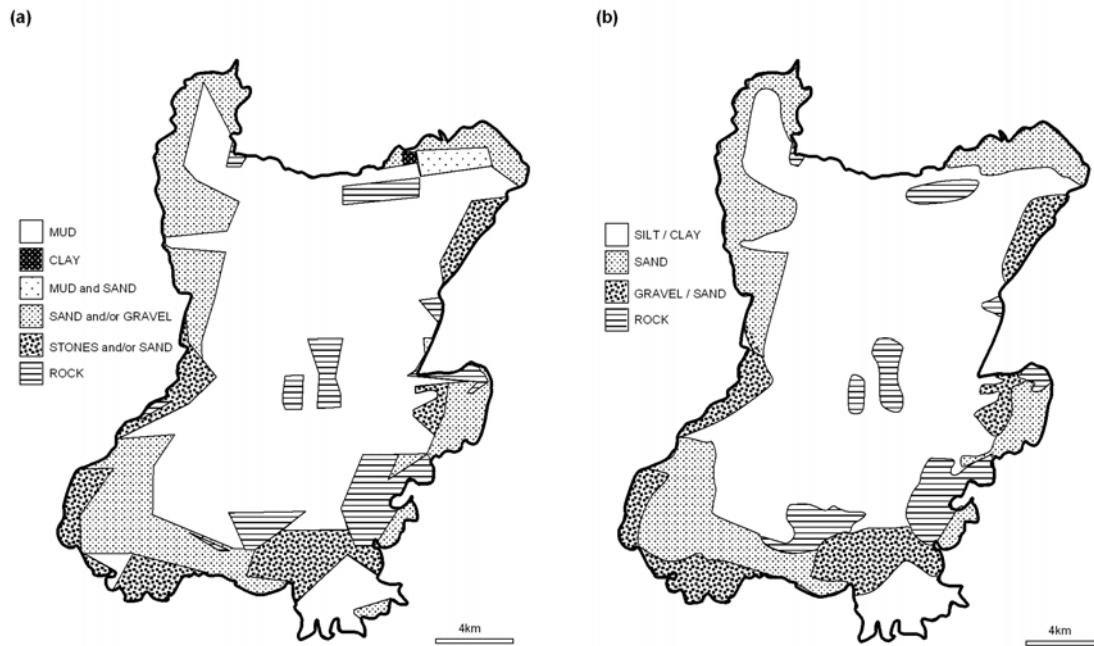 (a)
MUD
CLAY
MUD and SAND
SAND and/or GRAVEL
STONES and/or SAND
ROCK
4km
(b)
SILT / CLAY
SAND
GRAVEL / SAND
ROCK
4km